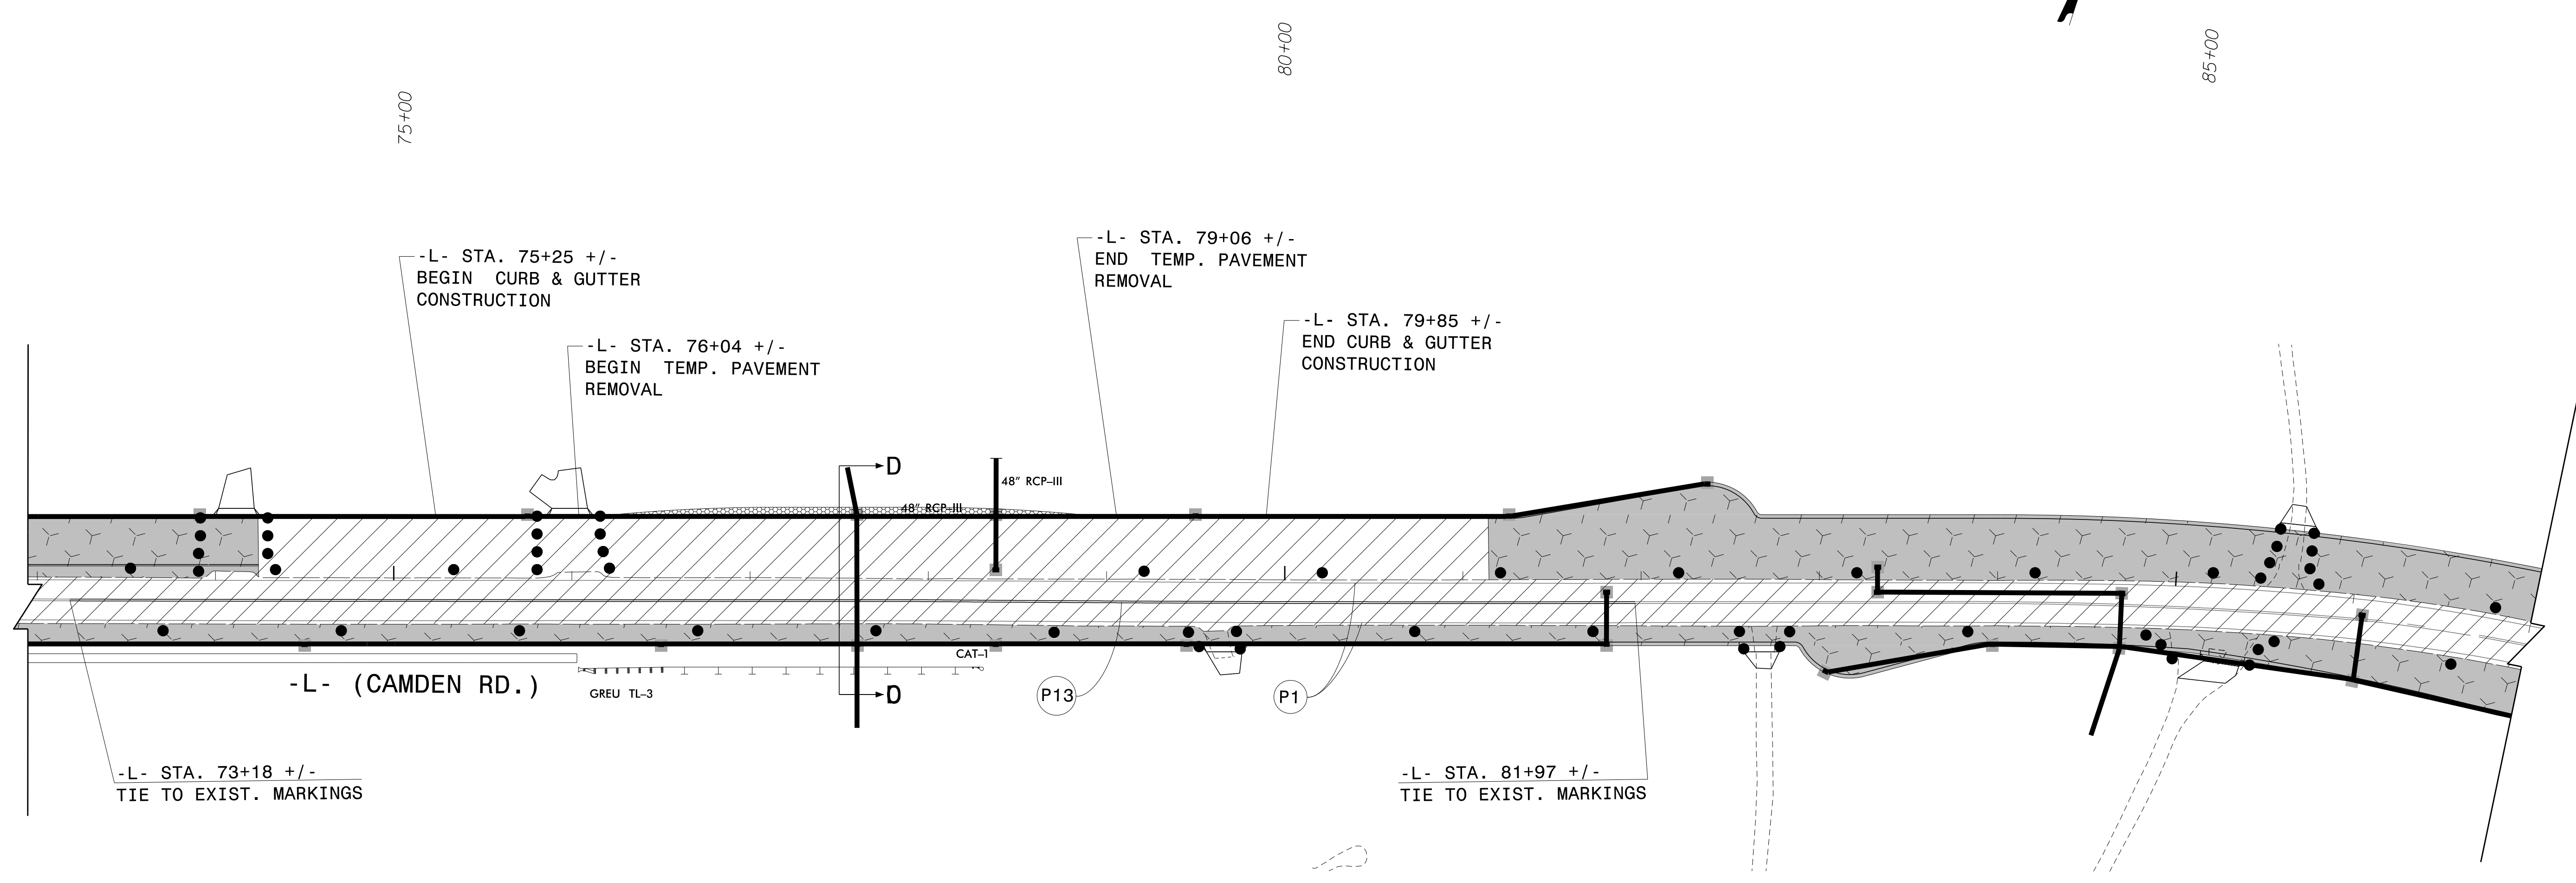 75+00
80+00
85+00
-L- STA. 75+25 +/-
BEGIN CURB & GUTTER
CONSTRUCTION
-L- STA. 76+04 +/-
BEGIN TEMP. PAVEMENT
REMOVAL
-L- STA. 79+06 +/-
END TEMP. PAVEMENT
REMOVAL
-L- STA. 79+85 +/-
END CURB & GUTTER
CONSTRUCTION
D
48" RCP-III
48" RCP-III
CAT-1
-L- (CAMDEN RD.)
GREU TL-3
D
P13
P1
-L- STA. 73+18 +/-
TIE TO EXIST. MARKINGS
-L- STA. 81+97 +/-
TIE TO EXIST. MARKINGS